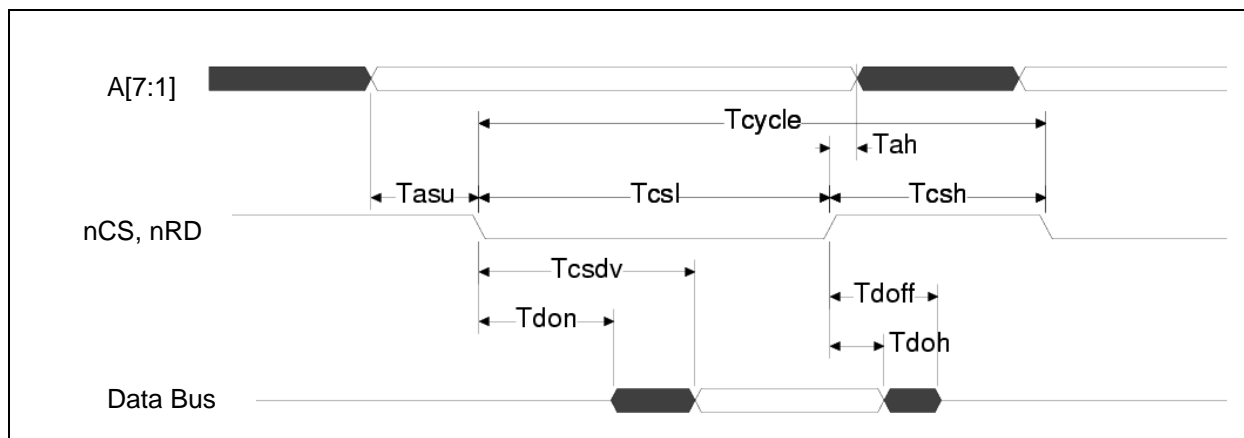 A[7:1]
Tcycle
Tah
Tasu
Tcsl
Tcsh
nCS, nRD
Tcsdv
Tdoff
Tdon
Tdoh
Data Bus